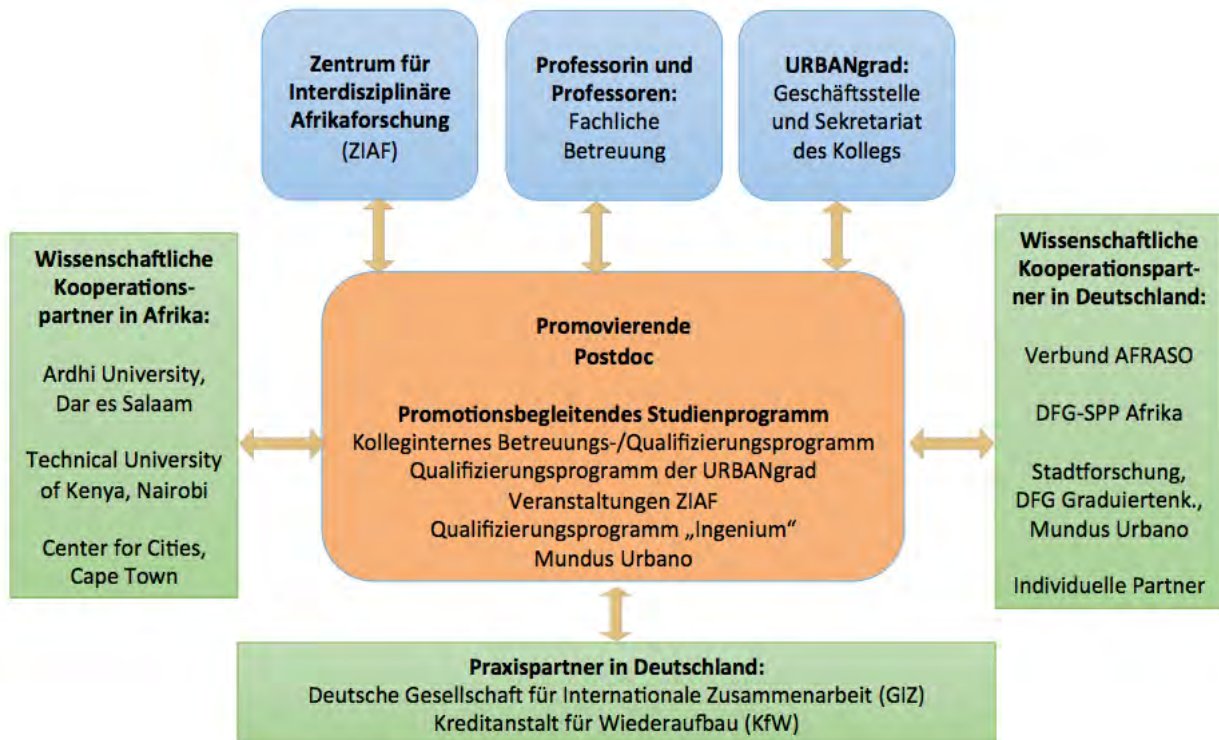 Zentrum für
Interdisziplinäre
Afrikaforschung
(ZIAF)
Professorin und
Professoren:
Fachliche
Betreuung
URBANgrad:
Geschäftsstelle
und Sekretariat
des Kollegs
Wissenschaftliche
Kooperations-
partner in Afrika:
Ardhi University,
Dar es Salaam
Technical University
of Kenya, Nairobi
Center for Cities,
Cape Town
Promovierende
Postdoc
Promotionsbegleitendes Studienprogramm
Kolleginternes Betreuungs-/Qualifizierungsprogramm
Qualifizierungsprogramm der URBANgrad
Veranstaltungen ZIAF
Qualifizierungsprogramm „Ingenium“
Mundus Urbano
Wissenschaftliche
Kooperationspart-
ner in Deutschland:
Verbund AFRASO
DFG-SPP Afrika
Stadtforschung,
DFG Graduiertenk.,
Mundus Urbano
Individuelle Partner
Praxispartner in Deutschland:
Deutsche Gesellschaft für Internationale Zusammenarbeit (GIZ)
Kreditanstalt für Wiederaufbau (KfW)